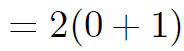 = 2(0 + 1)